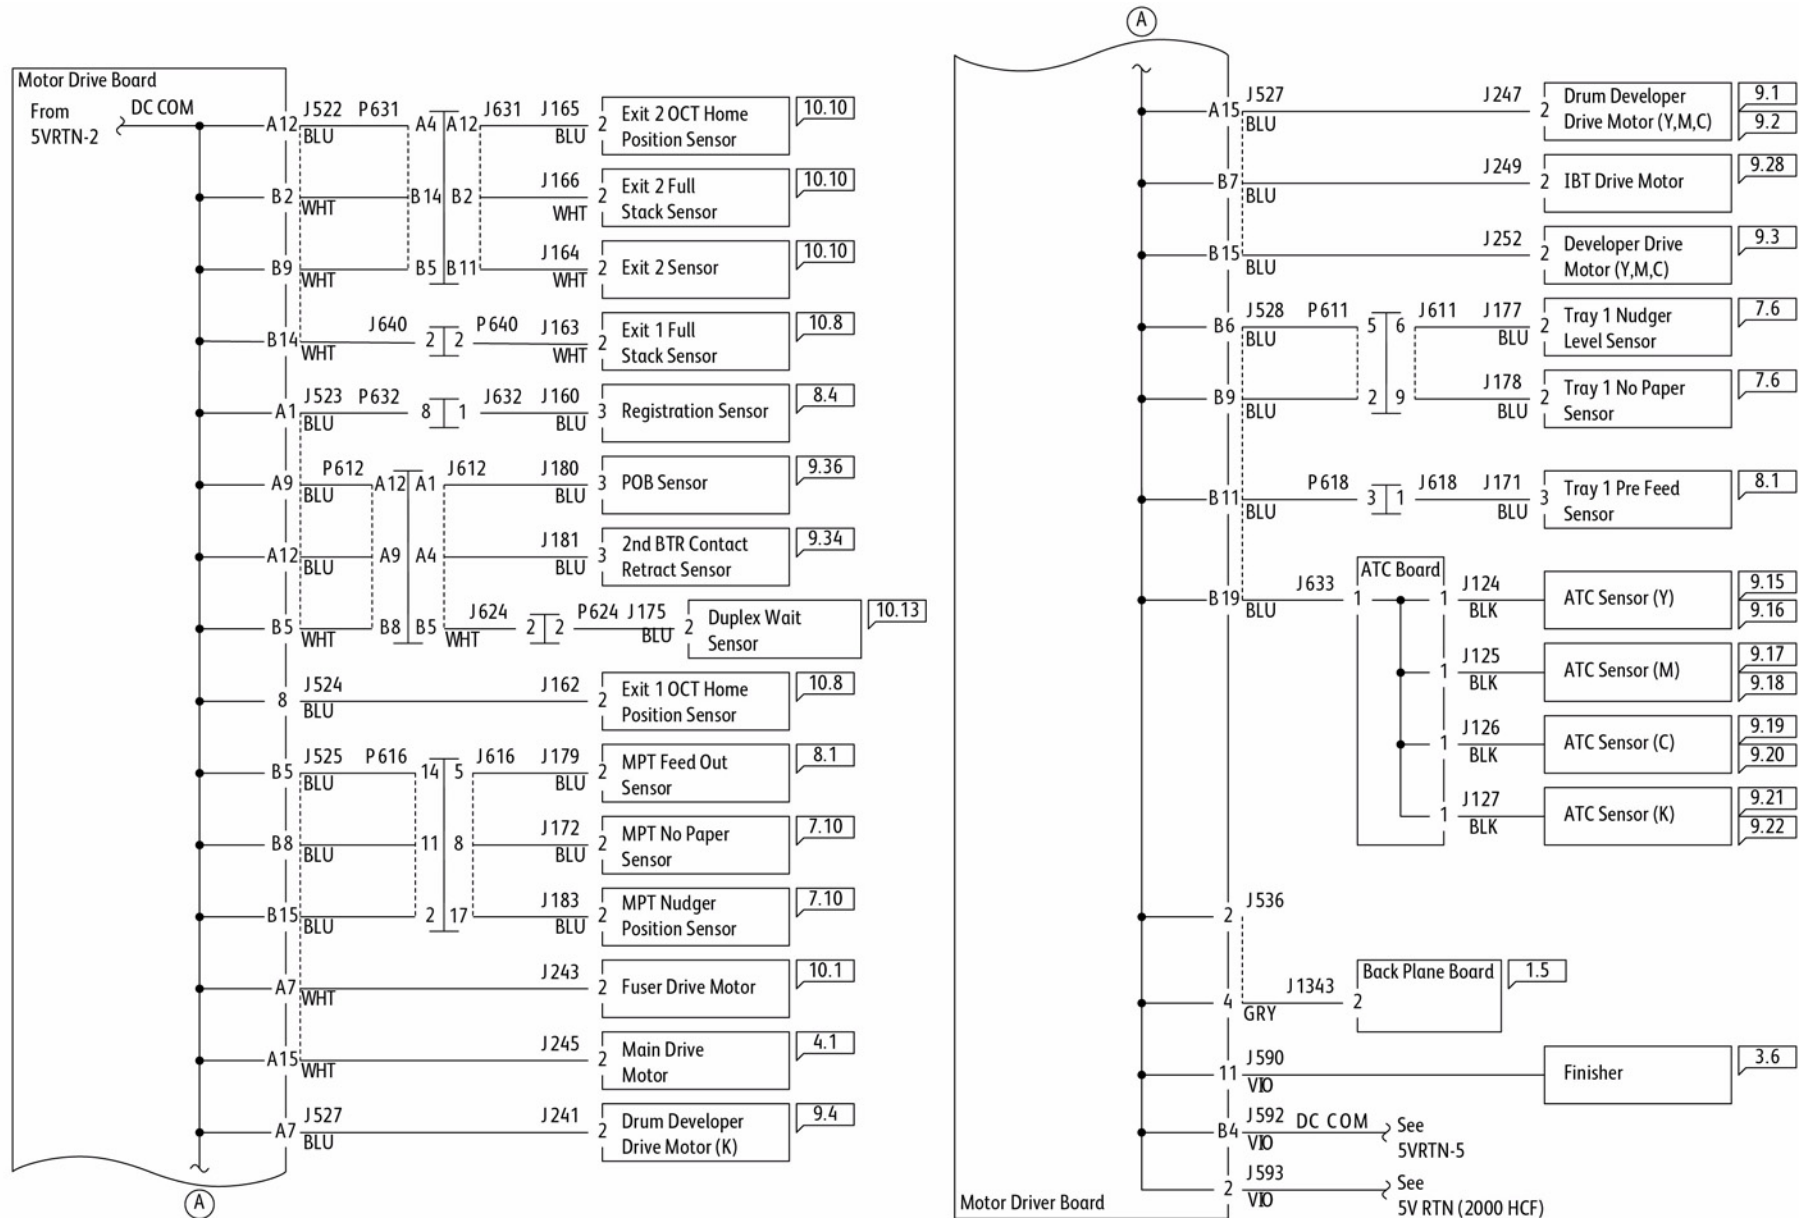 Motor Drive Board
From
5VRTN-2
DC COM
A12 J522 P631 A4 A12 J631 J165 2 Exit 2 OCT Home 10.10
BLU BLU Position Sensor
B2 B14 B2 J166 2 Exit 2 Full 10.10
WHT WHT Stack Sensor
B9 B5 B11 J164 2 Exit 2 Sensor 10.10
WHT WHT
B14 J640 2 2 P640 J163 2 Exit 1 Full 10.8
WHT WHT Stack Sensor
A1 J523 P632 8 1 J632 J160 3 Registration Sensor 8.4
BLU BLU
A9 P612 A12 A1 J612 J180 3 POB Sensor 9.36
BLU BLU
A12 A9 A4 J181 3 2nd BTR Contact 9.34
BLU BLU Retract Sensor
B5 B8 B5 J624 2 2 P624 J175 2 Duplex Wait 10.13
WHT WHT BLU Sensor
8 J524 J162 2 Exit 1 OCT Home 10.8
BLU Position Sensor
B5 J525 P616 14 5 J616 J179 2 MPT Feed Out 8.1
BLU BLU Sensor
B8 11 8 J172 2 MPT No Paper 7.10
BLU BLU Sensor
B15 2 17 J183 2 MPT Nudger 7.10
BLU BLU Position Sensor
A7 J243 2 Fuser Drive Motor 10.1
WHT
A15 J245 2 Main Drive 4.1
WHT Motor
A7 J527 J241 2 Drum Developer 9.4
BLU Drive Motor (K)
A
A
A15 J527 J247 2 Drum Developer 9.1
BLU Drive Motor (Y,M,C) 9.2
B7 J249 2 IBT Drive Motor 9.28
BLU
B15 J252 2 Developer Drive 9.3
BLU Motor (Y,M,C)
B6 J528 P611 5 6 J611 J177 2 Tray 1 Nudger 7.6
BLU BLU Level Sensor
B9 2 9 J178 2 Tray 1 No Paper 7.6
BLU BLU Sensor
B11 P618 3 1 J618 J171 3 Tray 1 Pre Feed 8.1
BLU BLU Sensor
ATC Board
B19 J633 1 1 J124 ATC Sensor (Y) 9.15
BLU BLK 9.16
1 J125 ATC Sensor (M) 9.17
BLK 9.18
1 J126 ATC Sensor (C) 9.19
BLK 9.20
1 J127 ATC Sensor (K) 9.21
BLK 9.22
2 J536
Back Plane Board 1.5
4 J1343 2
GRY
11 J590 Finisher 3.6
VIO
B4 J592 DC COM See
VIO 5VRTN-5
2 J593 See
VIO 5V RTN (2000 HCF)
Motor Driver Board